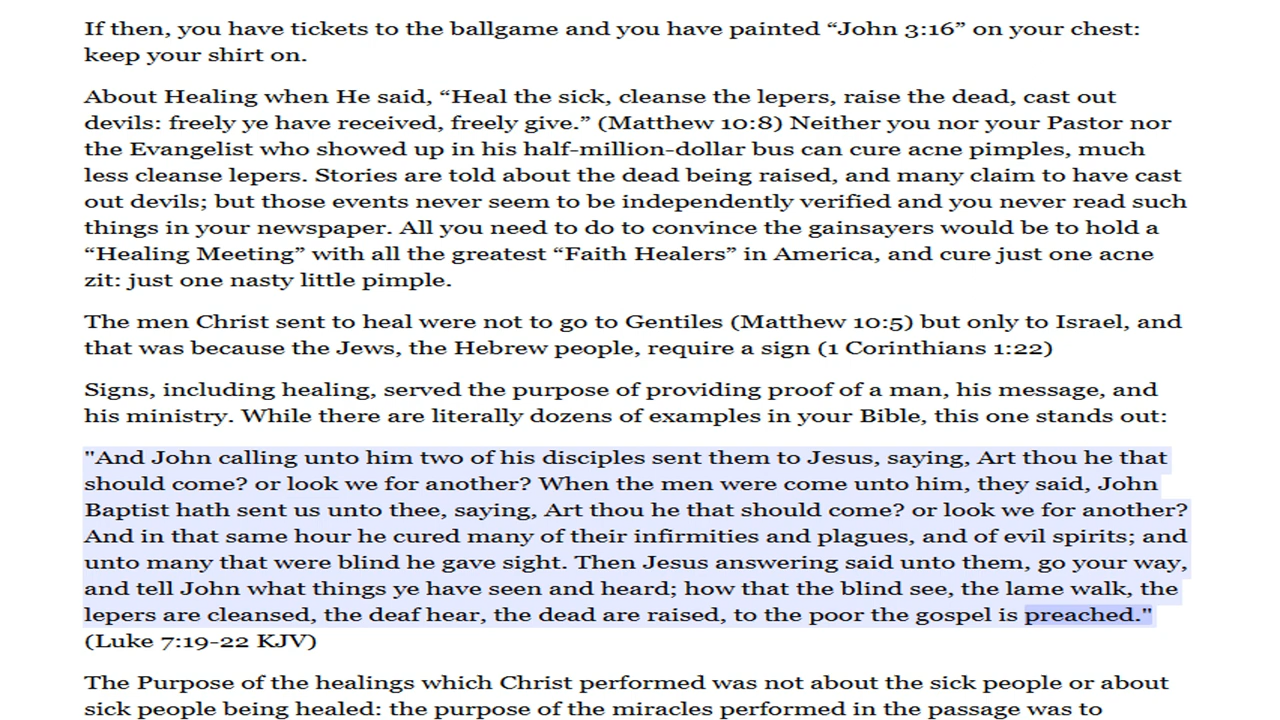 If then, you have tickets to the ballgame and you have painted “John 3:16” on your chest:
keep your shirt on.
About Healing when He said, “Heal the sick, cleanse the lepers, raise the dead, cast out
devils: freely ye have received, freely give.” (Matthew 10:8) Neither you nor your Pastor nor
the Evangelist who showed up in his half-million-dollar bus can cure acne pimples, much
less cleanse lepers. Stories are told about the dead being raised, and many claim to have cast
out devils; but those events never seem to be independently verified and you never read such
things in your newspaper. All you need to do to convince the gainsayers would be to hold a
“Healing Meeting” with all the greatest “Faith Healers” in America, and cure just one acne
zit: just one nasty little pimple.
The men Christ sent to heal were not to go to Gentiles (Matthew 10:5) but only to Israel, and
that was because the Jews, the Hebrew people, require a sign (1 Corinthians 1:22)
Signs, including healing, served the purpose of providing proof of a man, his message, and
his ministry. While there are literally dozens of examples in your Bible, this one stands out:
"And John calling unto him two of his disciples sent them to Jesus, saying, Art thou he that
should come? or look we for another? When the men were come unto him, they said, John
Baptist hath sent us unto thee, saying, Art thou he that should come? or look we for another?
And in that same hour he cured many of their infirmities and plagues, and of evil spirits; and
unto many that were blind he gave sight. Then Jesus answering said unto them, go your way,
and tell John what things ye have seen and heard; how that the blind see, the lame walk, the
lepers are cleansed, the deaf hear, the dead are raised, to the poor the gospel is preached."
(Luke 7:19-22 KJV)
The Purpose of the healings which Christ performed was not about the sick people or about
sick people being healed: the purpose of the miracles performed in the passage was to